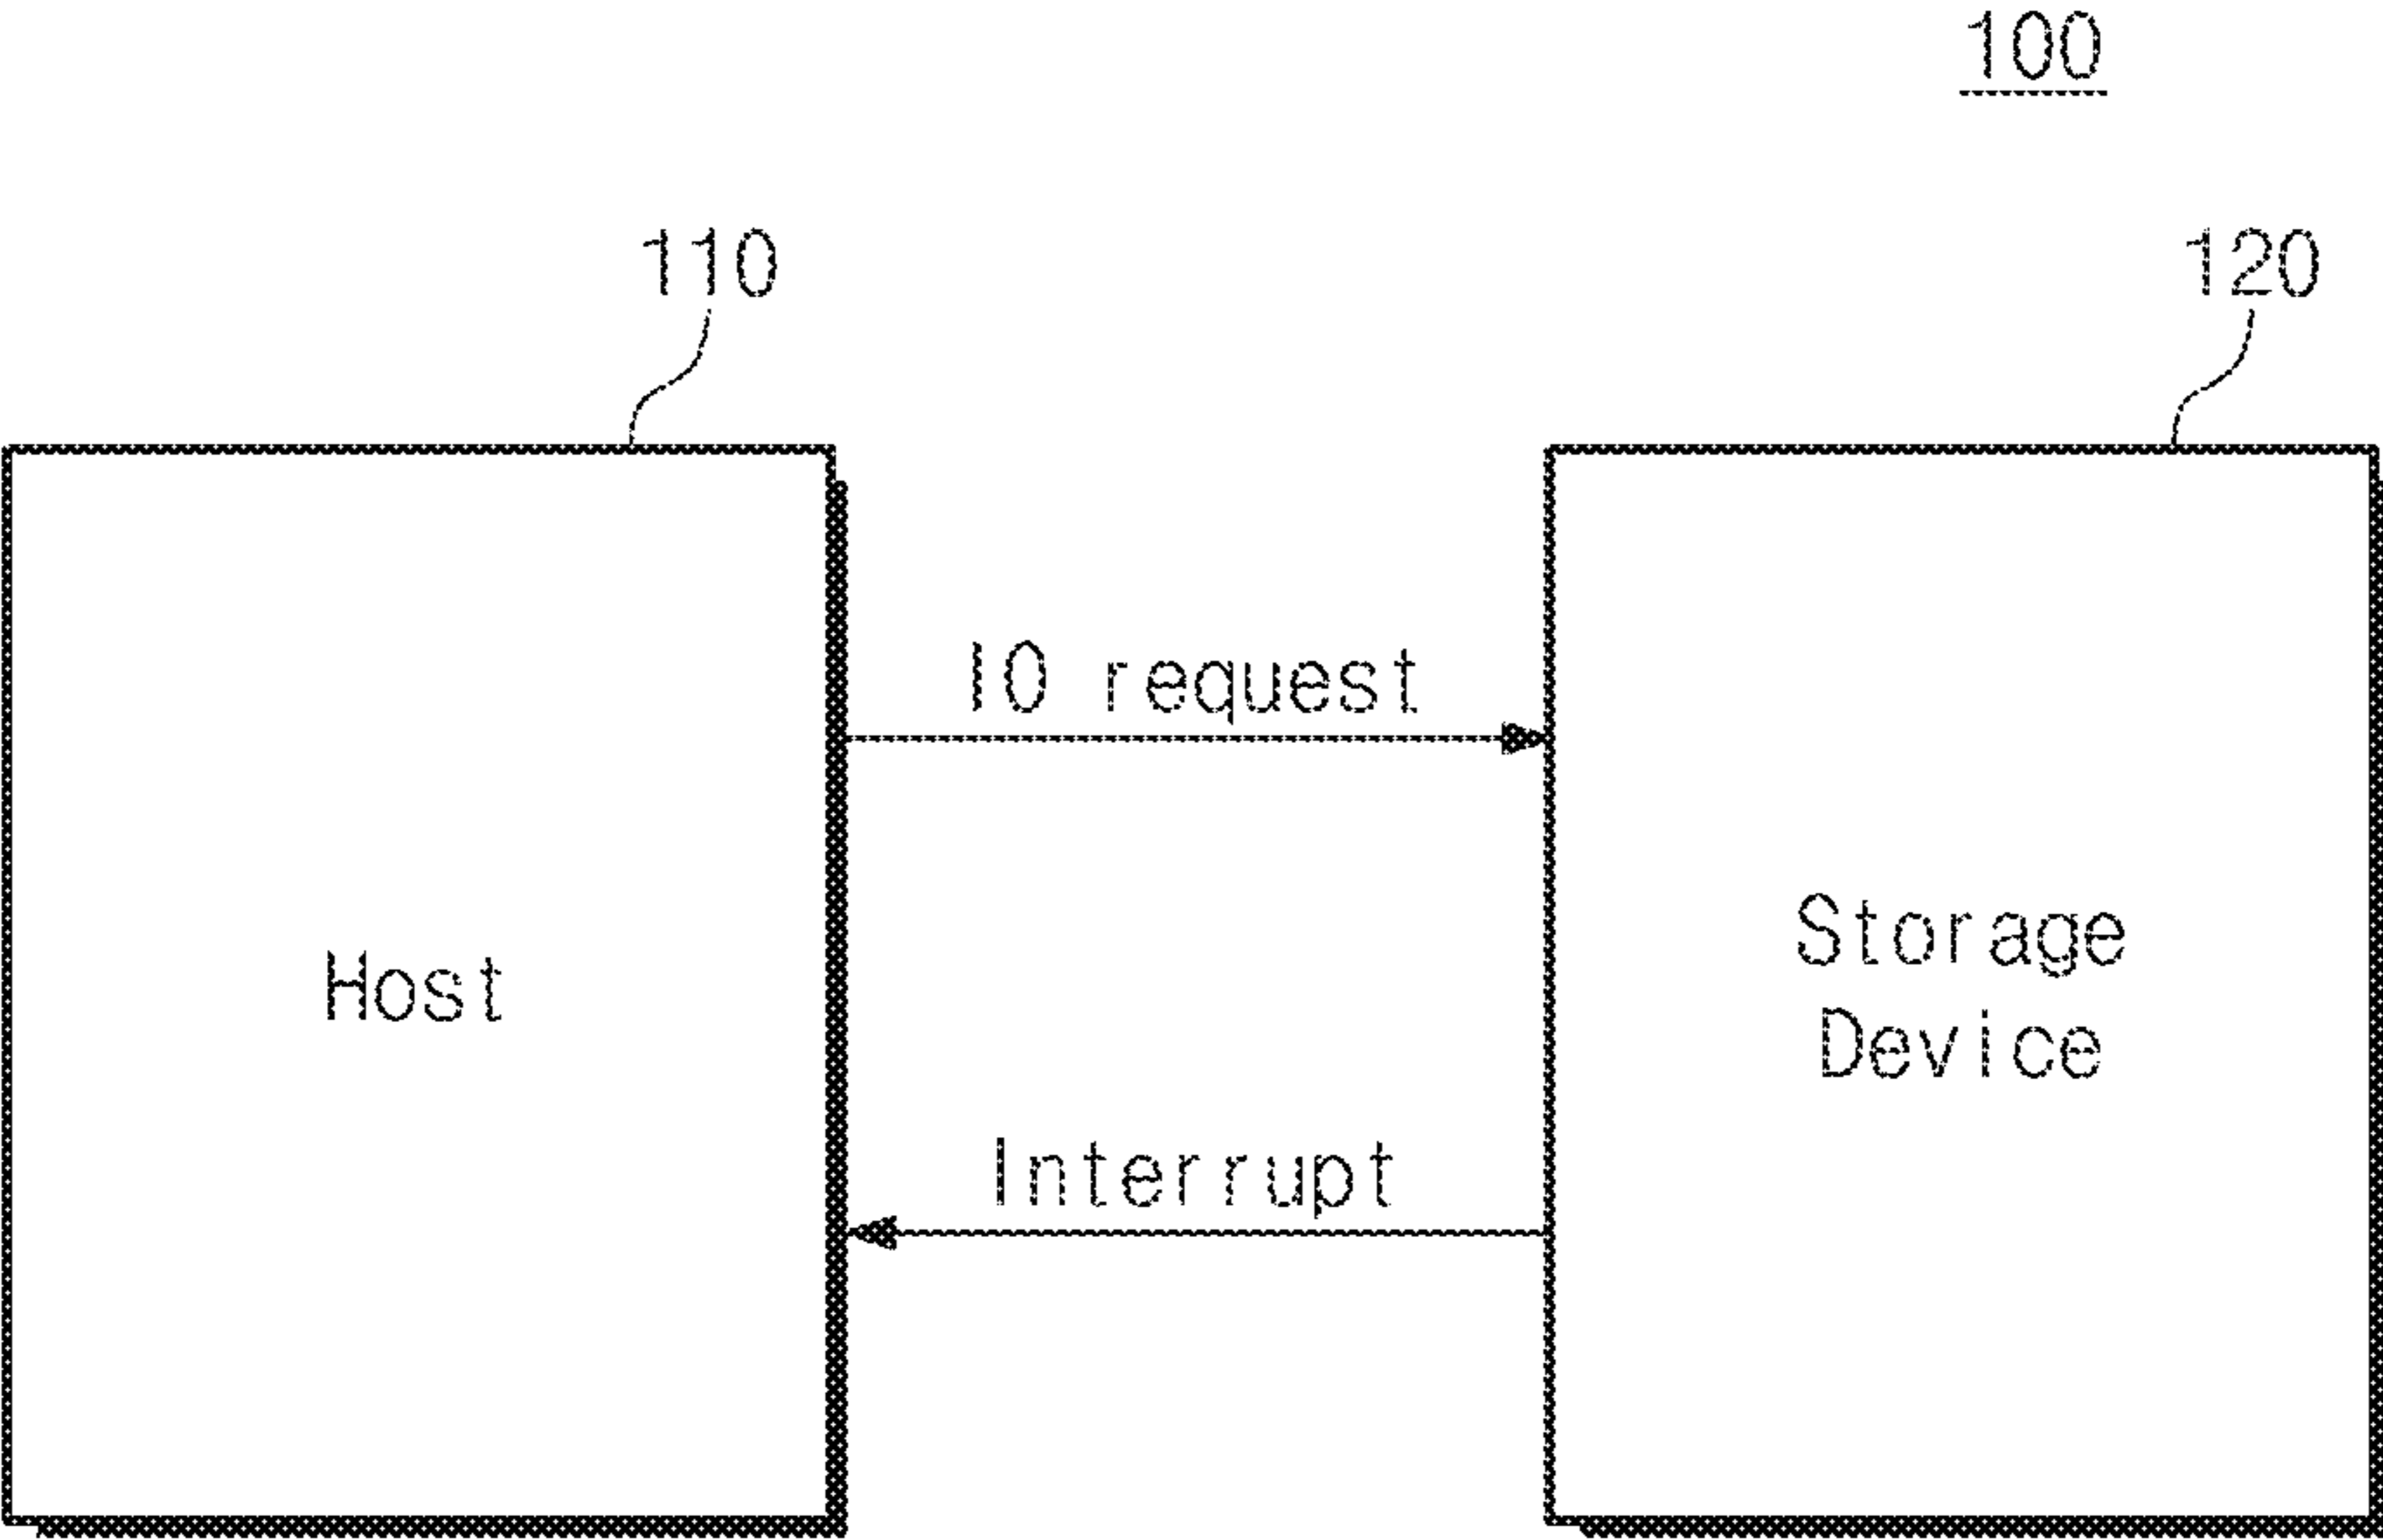 100
110
120
IO request
Host
Storage
Device
Interrupt